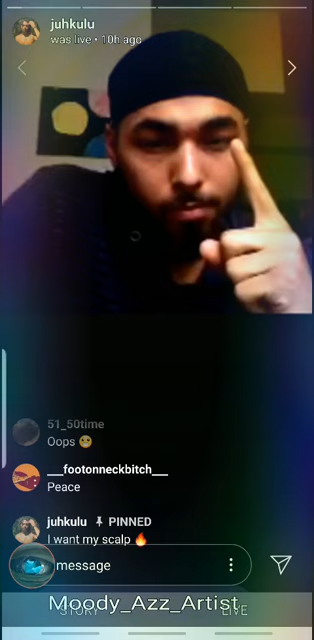 juhkulu
was live • 10h ago
51_50time
Oops 😬
___footonneckbitch___
Peace
juhkulu PINNED
I want my scalp 🔥
message
Moody_Azz_Artist
STORY LIVE